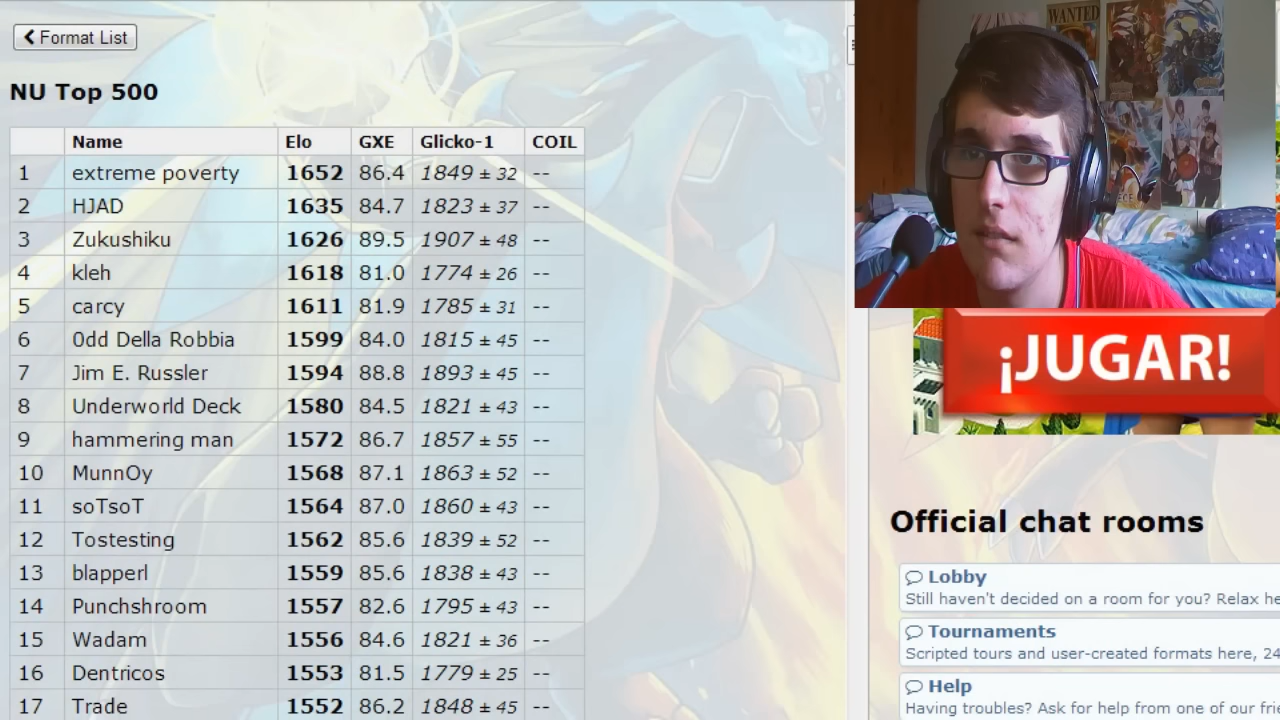 Format List
NU Top 500
Name Elo GXE Glicko-1 COIL
1 extreme poverty 1652 86.4 1849 ± 32 --
2 HJAD 1635 84.7 1823 ± 37 --
3 Zukushiku 1626 89.5 1907 ± 48 --
4 kleh 1618 81.0 1774 ± 26 --
5 carcy 1611 81.9 1785 ± 31 --
6 0dd Della Robbia 1599 84.0 1815 ± 45 --
7 Jim E. Russler 1594 88.8 1893 ± 45 --
8 Underworld Deck 1580 84.5 1821 ± 43 --
9 hammering man 1572 86.7 1857 ± 55 --
10 MunnOy 1568 87.1 1863 ± 52 --
11 soTsoT 1564 87.0 1860 ± 43 --
12 Tostesting 1562 85.6 1839 ± 52 --
13 blapperl 1559 85.6 1838 ± 43 --
14 Punchshroom 1557 82.6 1795 ± 43 --
15 Wadam 1556 84.6 1821 ± 36 --
16 Dentricos 1553 81.5 1779 ± 25 --
17 Trade 1552 86.2 1848 ± 45 --
WANTED
¡JUGAR!
Official chat rooms
Lobby
Still haven't decided on a room for you? Relax he
Tournaments
Scripted tours and user-created formats here, 24
Help
Having troubles? Ask for help from one of our frie